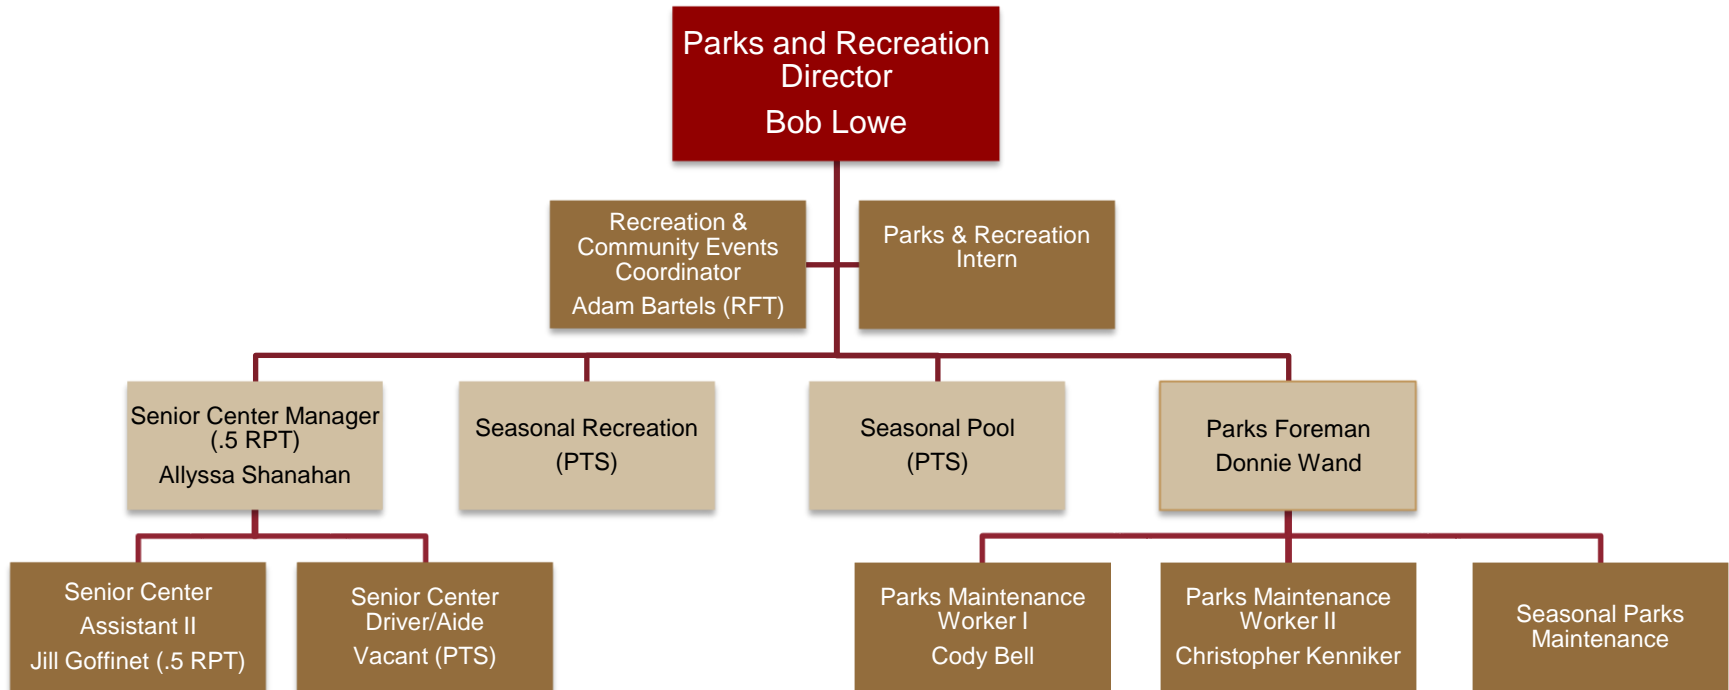 Parks and Recreation
Director
Bob Lowe
Recreation &
Community Events
Coordinator
Adam Bartels (RFT)
Parks & Recreation
Intern
Senior Center Manager
(.5 RPT)
Allyssa Shanahan
Seasonal Recreation
(PTS)
Seasonal Pool
(PTS)
Parks Foreman
Donnie Wand
Senior Center
Assistant II
Jill Goffinet (.5 RPT)
Senior Center
Driver/Aide
Vacant (PTS)
Parks Maintenance
Worker I
Cody Bell
Parks Maintenance
Worker II
Christopher Kenniker
Seasonal Parks
Maintenance